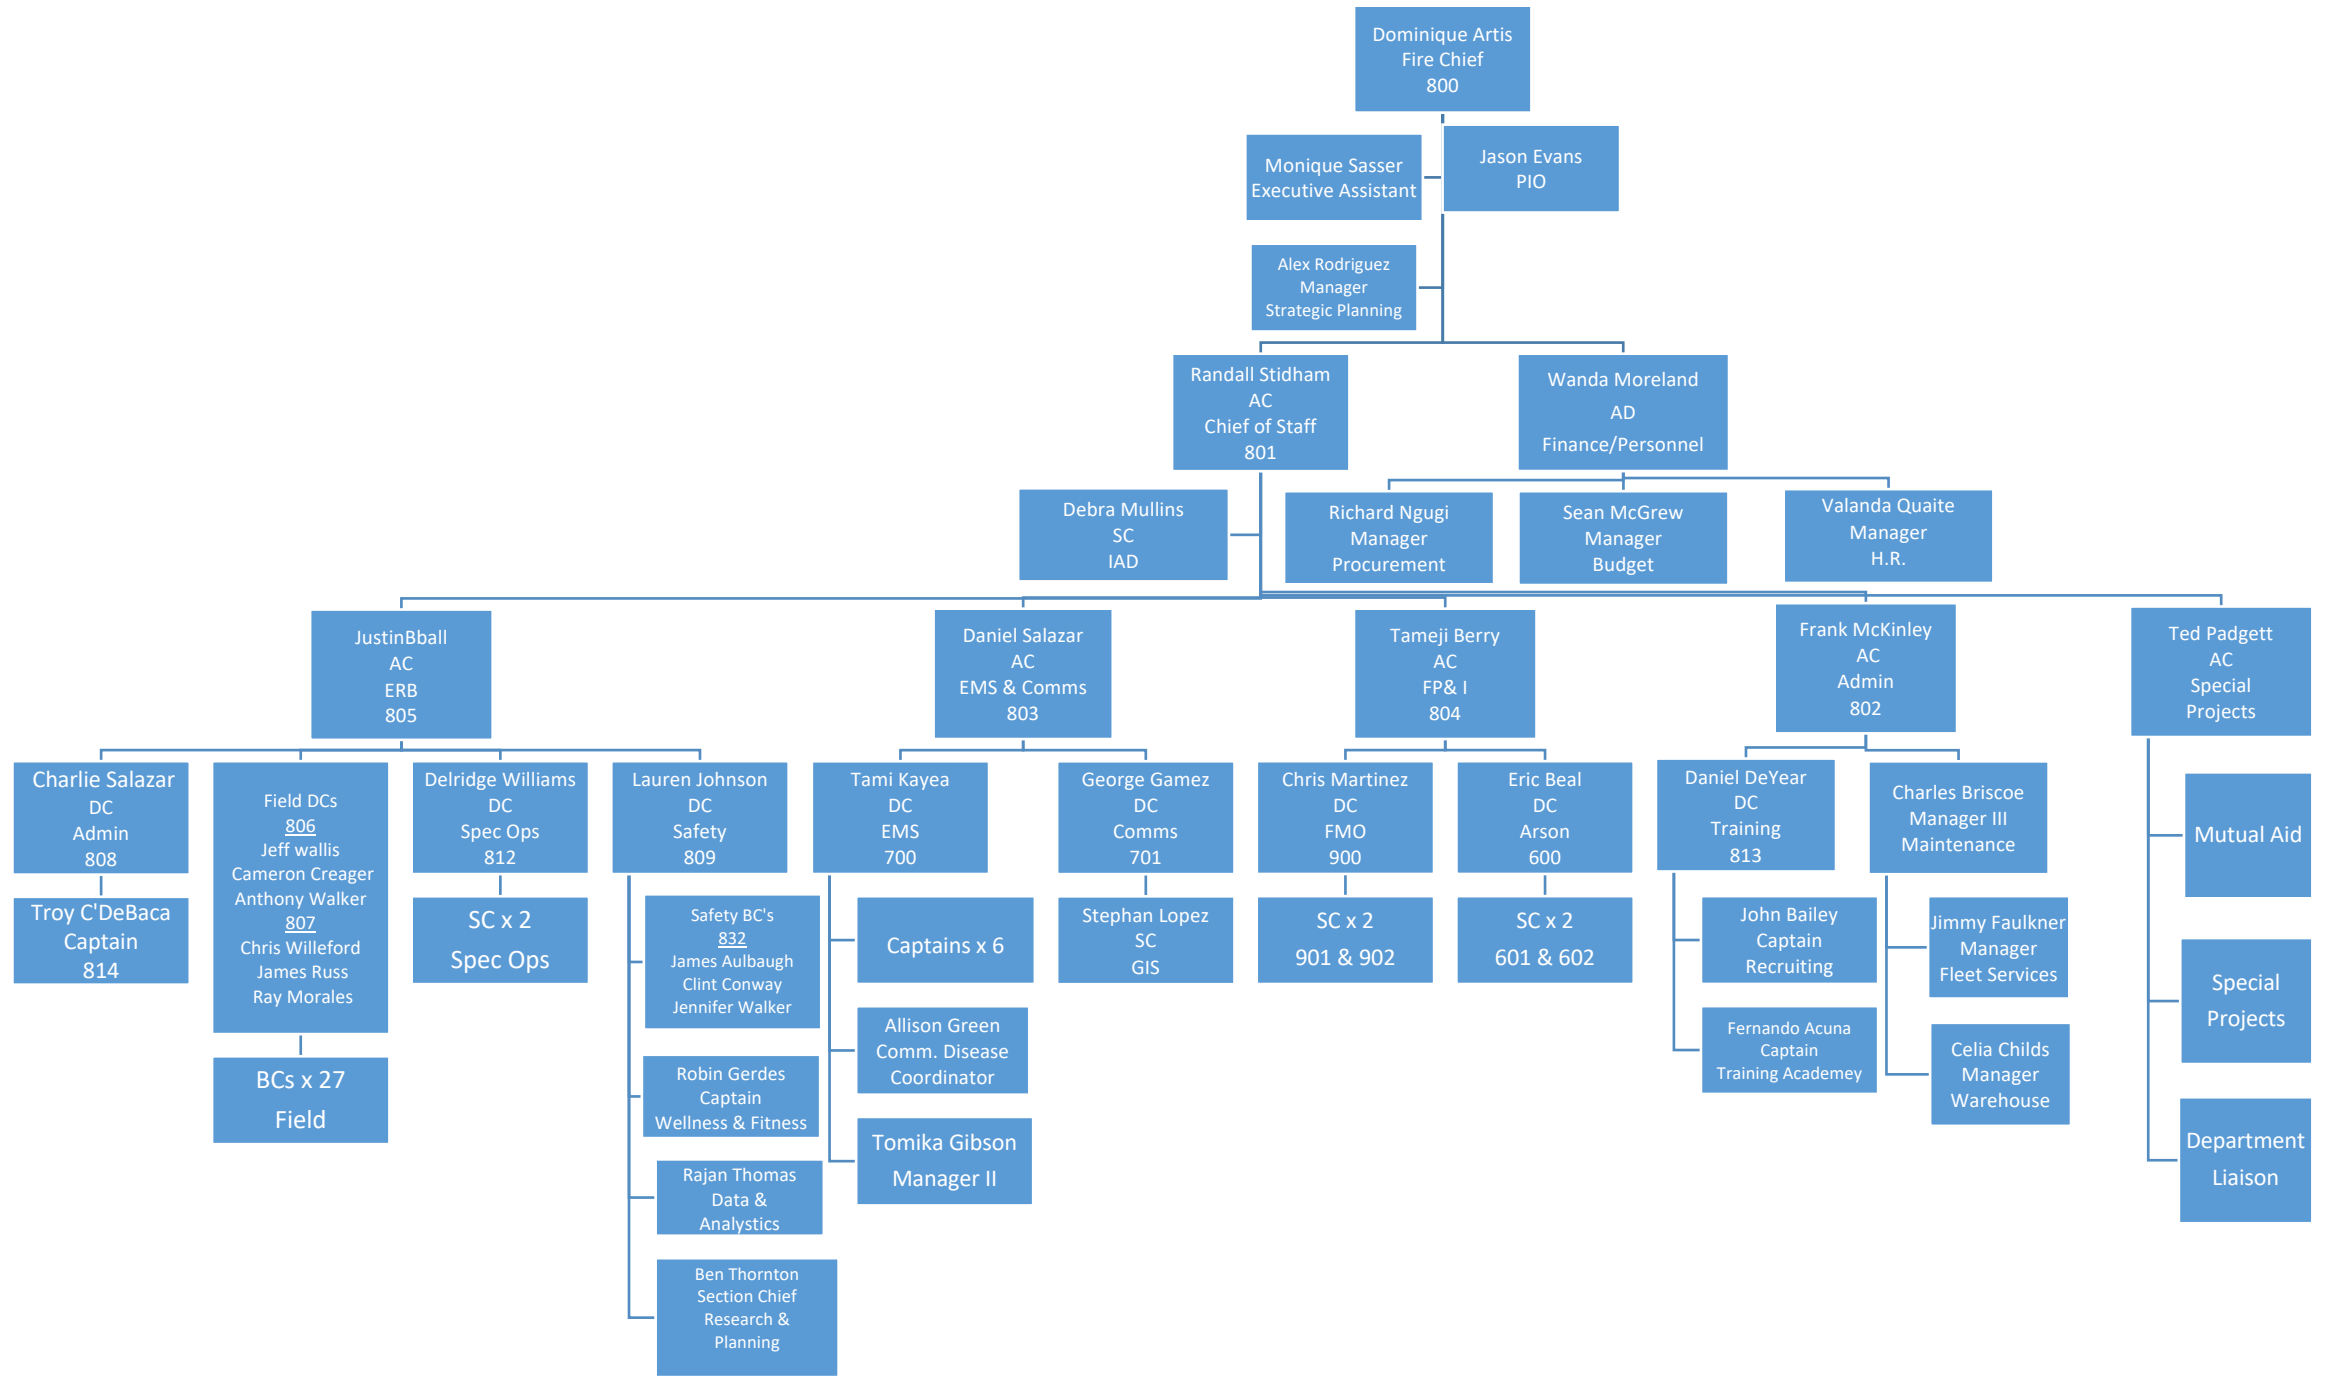 Dominique Artis
Fire Chief
800
Monique Sasser
Executive Assistant
Jason Evans
PIO
Alex Rodriguez
Manager
Strategic Planning
Randall Stidham
AC
Chief of Staff
801
Wanda Moreland
AD
Finance/Personnel
Debra Mullins
SC
IAD
Richard Ngugi
Manager
Procurement
Sean McGrew
Manager
Budget
Valanda Quaite
Manager
H.R.
JustinBball
AC
ERB
805
Daniel Salazar
AC
EMS & Comms
803
Tameji Berry
AC
FP& I
804
Frank McKinley
AC
Admin
802
Ted Padgett
AC
Special
Projects
Charlie Salazar
DC
Admin
808
Troy C'DeBaca
Captain
814
Field DCs
806
Jeff wallis
Cameron Creager
Anthony Walker
807
Chris Willeford
James Russ
Ray Morales
BCs x 27
Field
Delridge Williams
DC
Spec Ops
812
SC x 2
Spec Ops
Lauren Johnson
DC
Safety
809
Safety BC's
832
James Aulbaugh
Clint Conway
Jennifer Walker
Robin Gerdes
Captain
Wellness & Fitness
Rajan Thomas
Data &
Analystics
Ben Thornton
Section Chief
Research &
Planning
Tami Kayea
DC
EMS
700
Captains x 6
Allison Green
Comm. Disease
Coordinator
Tomika Gibson
Manager II
George Gamez
DC
Comms
701
Stephan Lopez
SC
GIS
Chris Martinez
DC
FMO
900
SC x 2
901 & 902
Eric Beal
DC
Arson
600
SC x 2
601 & 602
Daniel DeYear
DC
Training
813
John Bailey
Captain
Recruiting
Fernando Acuna
Captain
Training Academey
Charles Briscoe
Manager III
Maintenance
Jimmy Faulkner
Manager
Fleet Services
Celia Childs
Manager
Warehouse
Mutual Aid
Special
Projects
Department
Liaison